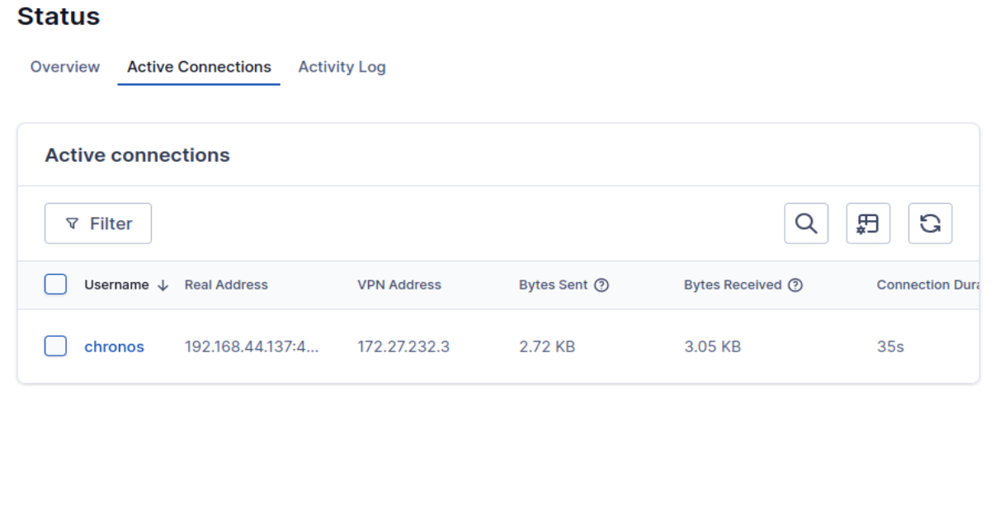 Status
Overview Active Connections Activity Log
Active connections
Filter
Username Real Address VPN Address Bytes Sent Bytes Received Connection Dura
chronos 192.168.44.137:4... 172.27.232.3 2.72 KB 3.05 KB 35s